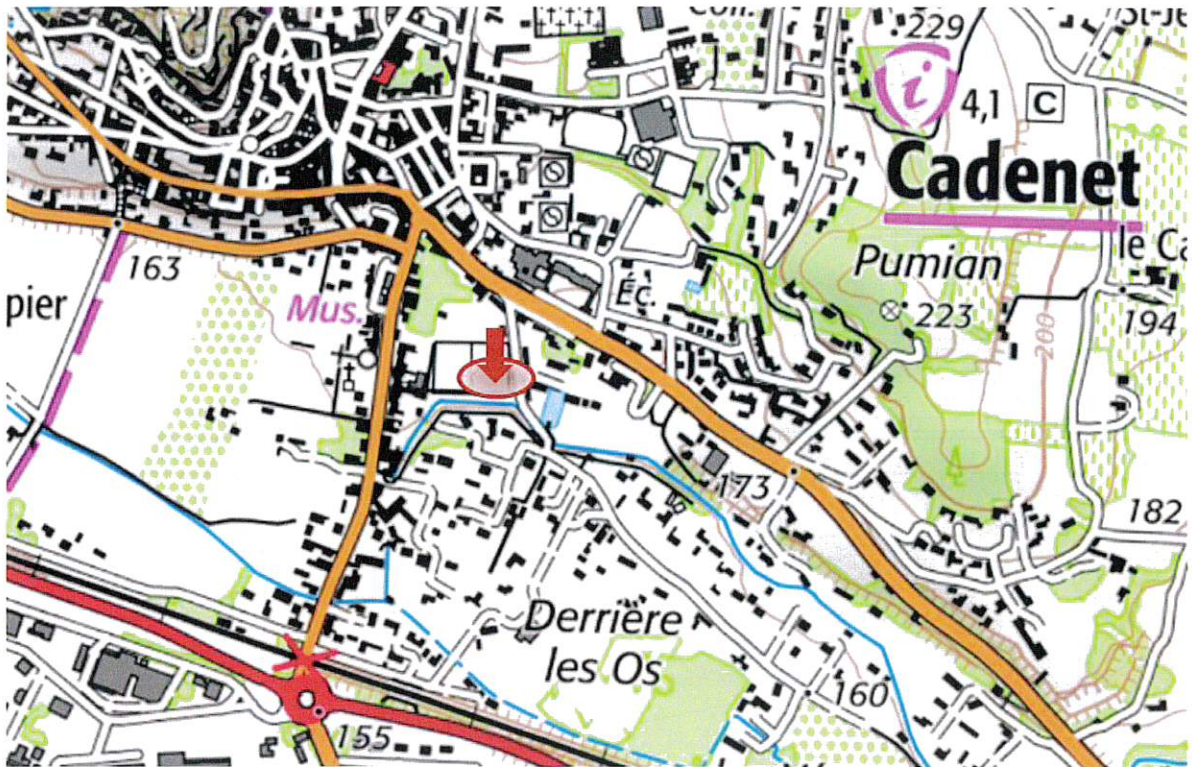 229
4,1 C
Cadenet
163
Pumian
le Ca
pier
Mus.
Éc.
223
194
200
173
182
Derrière
les Os
160
155